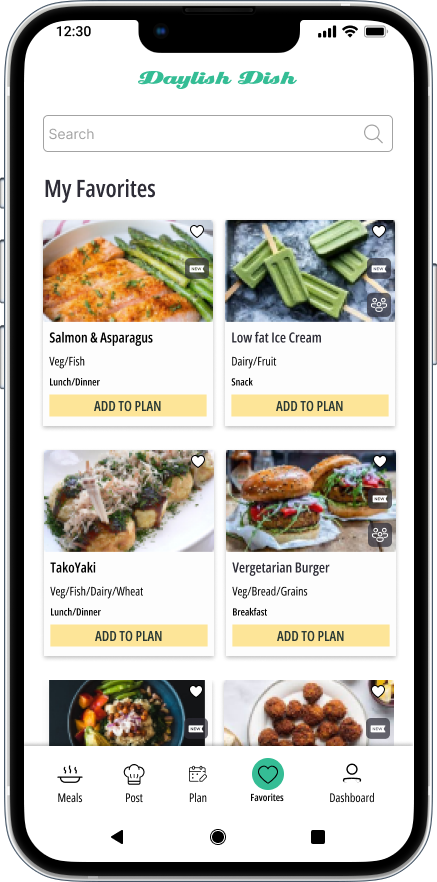 12:30
Daylish Dish
Search
My Favorites
NEW
NEW
Salmon & Asparagus
Low fat Ice Cream
Veg/Fish
Dairy/Fruit
Lunch/Dinner
Snack
ADD TO PLAN
ADD TO PLAN
NEW
TakoYaki
Vergetarian Burger
Veg/Fish/Dairy/Wheat
Veg/Bread/Grains
Lunch/Dinner
Breakfast
ADD TO PLAN
ADD TO PLAN
NEW
NEW
Meals
Post
Plan
Favorites
Dashboard